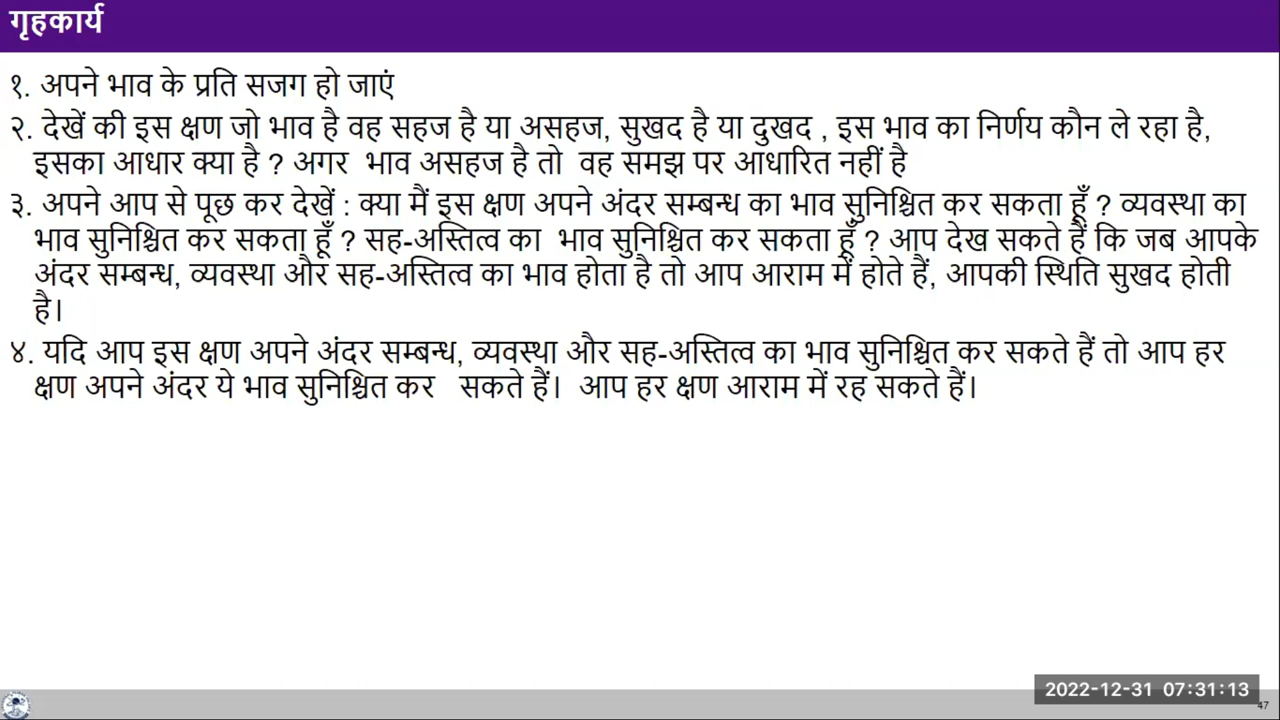 गृहकार्य
१. अपने भाव के प्रति सजग हो जाएं
२. देखें की इस क्षण जो भाव है वह सहज है या असहज, सुखद है या दुखद , इस भाव का निर्णय कौन ले रहा है,
इसका आधार क्या है ? अगर भाव असहज है तो वह समझ पर आधारित नहीं है
३. अपने आप से पूछ कर देखें : क्या मैं इस क्षण अपने अंदर सम्बन्ध का भाव सुनिश्चित कर सकता हूँ ? व्यवस्था का
भाव सुनिश्चित कर सकता हूँ ? सह-अस्तित्व का भाव सुनिश्चित कर सकता हूँ ? आप देख सकते हैं कि जब आपके
अंदर सम्बन्ध, व्यवस्था और सह-अस्तित्व का भाव होता है तो आप आराम में होते हैं, आपकी स्थिति सुखद होती
है।
४. यदि आप इस क्षण अपने अंदर सम्बन्ध, व्यवस्था और सह-अस्तित्व का भाव सुनिश्चित कर सकते हैं तो आप हर
क्षण अपने अंदर ये भाव सुनिश्चित कर सकते हैं। आप हर क्षण आराम में रह सकते हैं।
2022-12-31 07:31:13
47